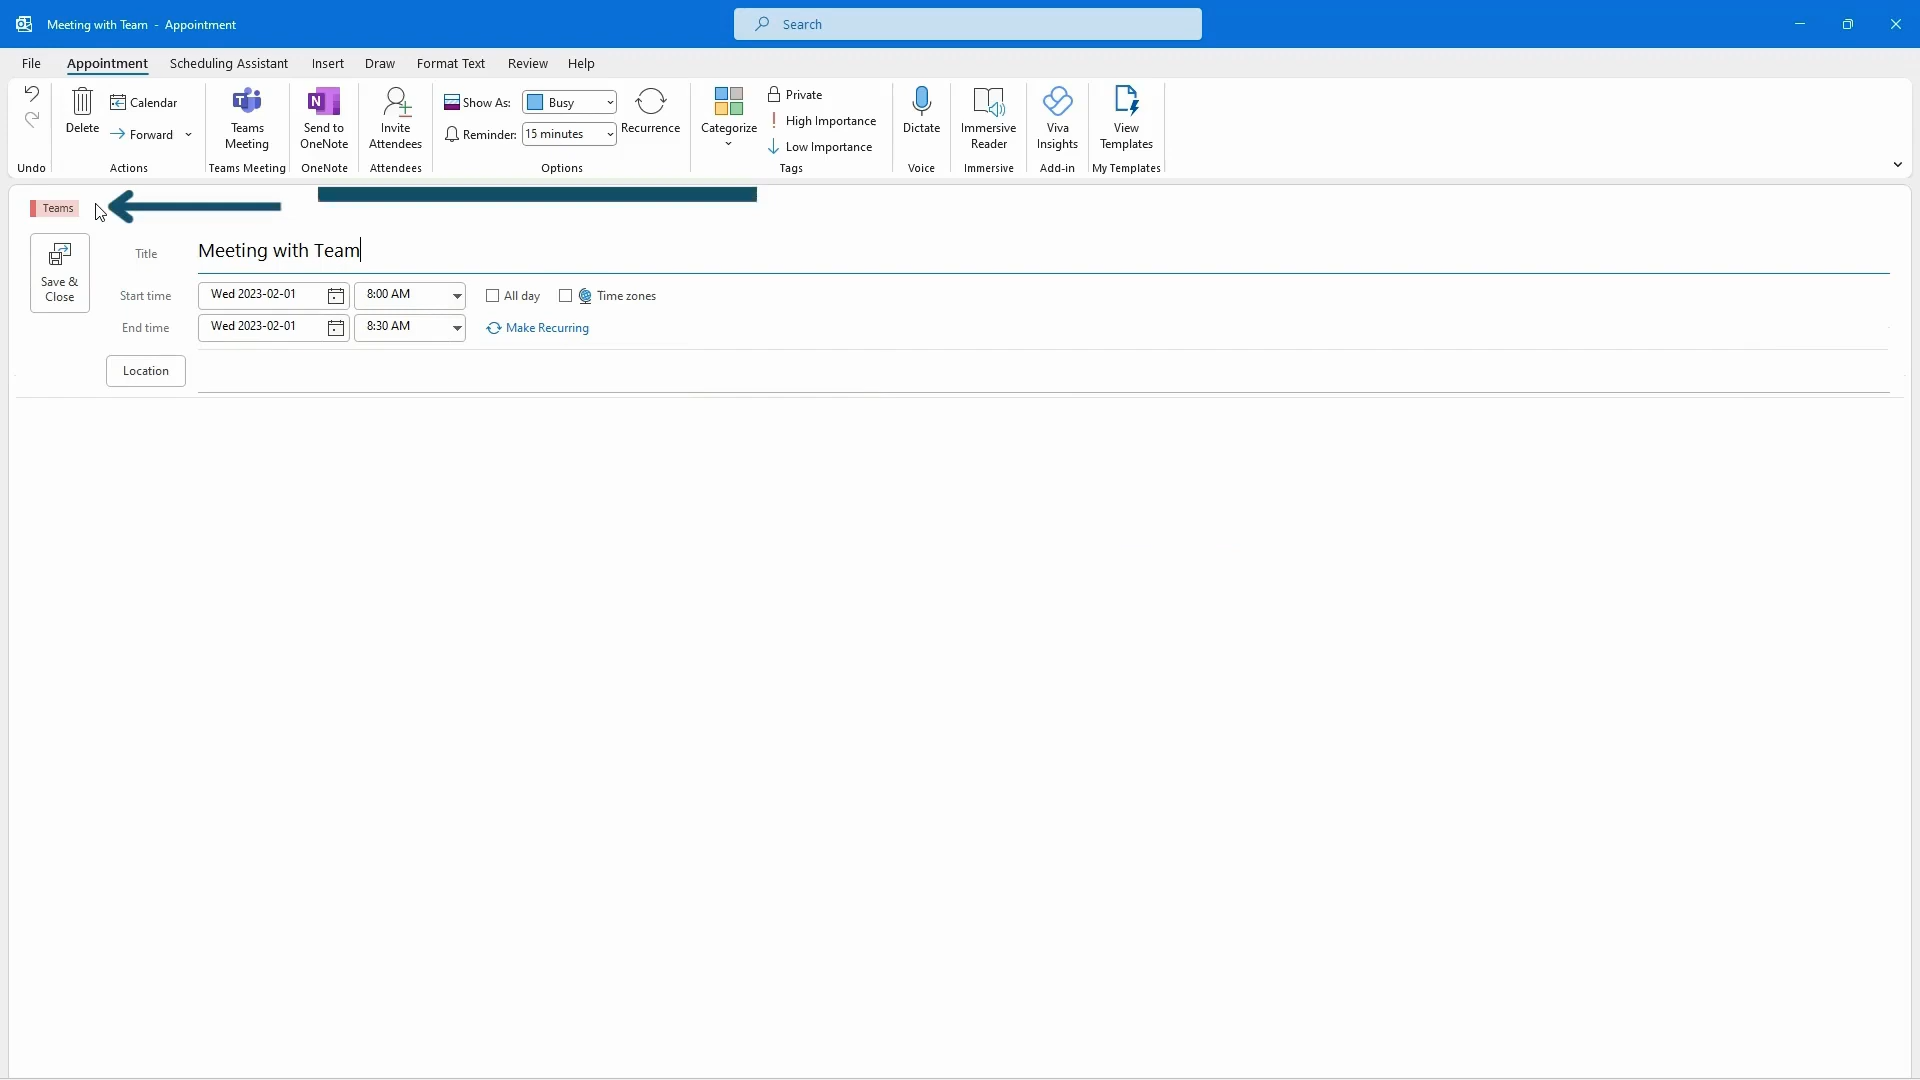 Meeting with Team - Appointment
Search
File Appointment Scheduling Assistant Insert Draw Format Text Review Help
Delete
Calendar
Forward
Teams
Meeting
N
Send to
OneNote
Invite
Attendees
Show As: Busy
Reminder: 15 minutes
Recurrence
Categorize
Private
High Importance
Low Importance
Dictate
Immersive
Reader
Viva
Insights
View
Templates
Undo Actions Teams Meeting OneNote Attendees Options Tags Voice Immersive Add-in My Templates
Teams
Save &
Close
Title Meeting with Team
Start time Wed 2023-02-01 8:00 AM All day Time zones
End time Wed 2023-02-01 8:30 AM Make Recurring
Location